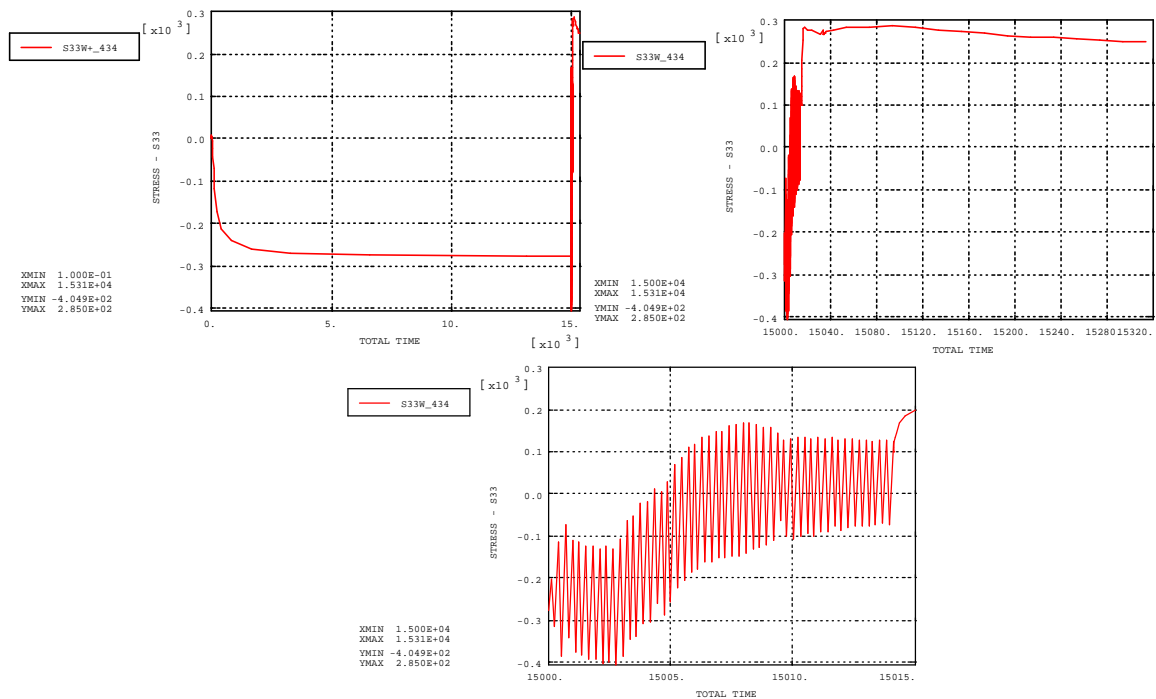 [x10 3]
S33W+_434
0.3
0.2
0.1
0.0
-0.1
-0.2
-0.3
-0.4
STRESS - S33
XMIN 1.000E-01
XMAX 1.531E+04
YMIN -4.049E+02
YMAX 2.850E+02
0. 5. 10. 15.
TOTAL TIME
[x10 3]
[x10 3]
S33W_434
0.3
0.2
0.1
0.0
-0.1
-0.2
-0.3
-0.4
STRESS - S33
XMIN 1.500E+04
XMAX 1.531E+04
YMIN -4.049E+02
YMAX 2.850E+02
15000. 15040. 15080. 15120. 15160. 15200. 15240. 15280. 15320.
TOTAL TIME
[x10 3]
S33W_434
0.3
0.2
0.1
0.0
-0.1
-0.2
-0.3
-0.4
STRESS - S33
XMIN 1.500E+04
XMAX 1.531E+04
YMIN -4.049E+02
YMAX 2.850E+02
15000. 15005. 15010. 15015.
TOTAL TIME